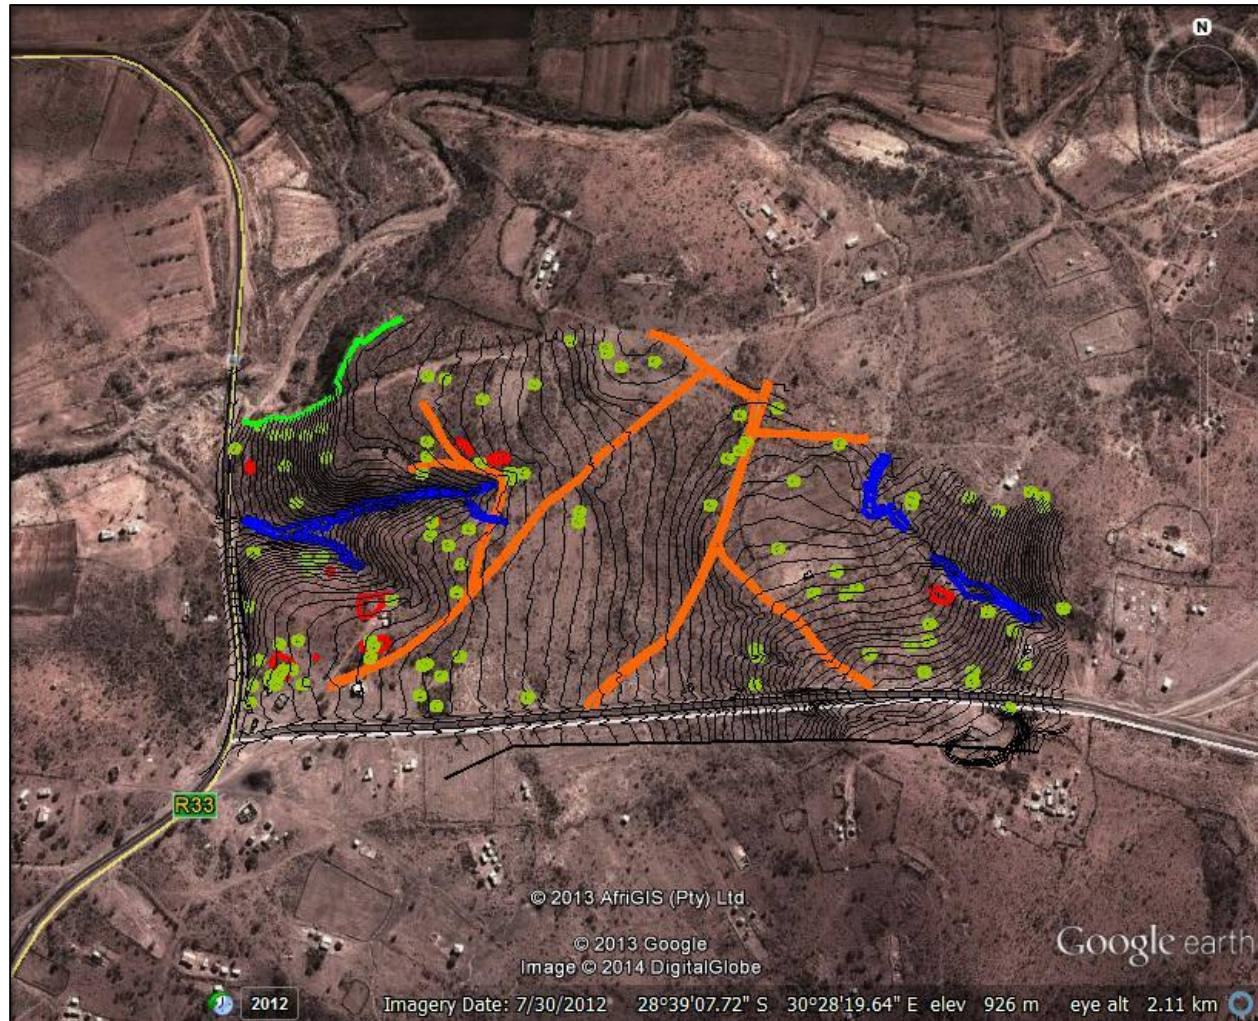 N
R33
© 2013 AfriGIS (Pty) Ltd.
© 2013 Google
Image © 2014 DigitalGlobe
Google earth
2012
Imagery Date: 7/30/2012 28°39'07.72" S 30°28'19.64" E elev 926 m eye alt 2.11 km